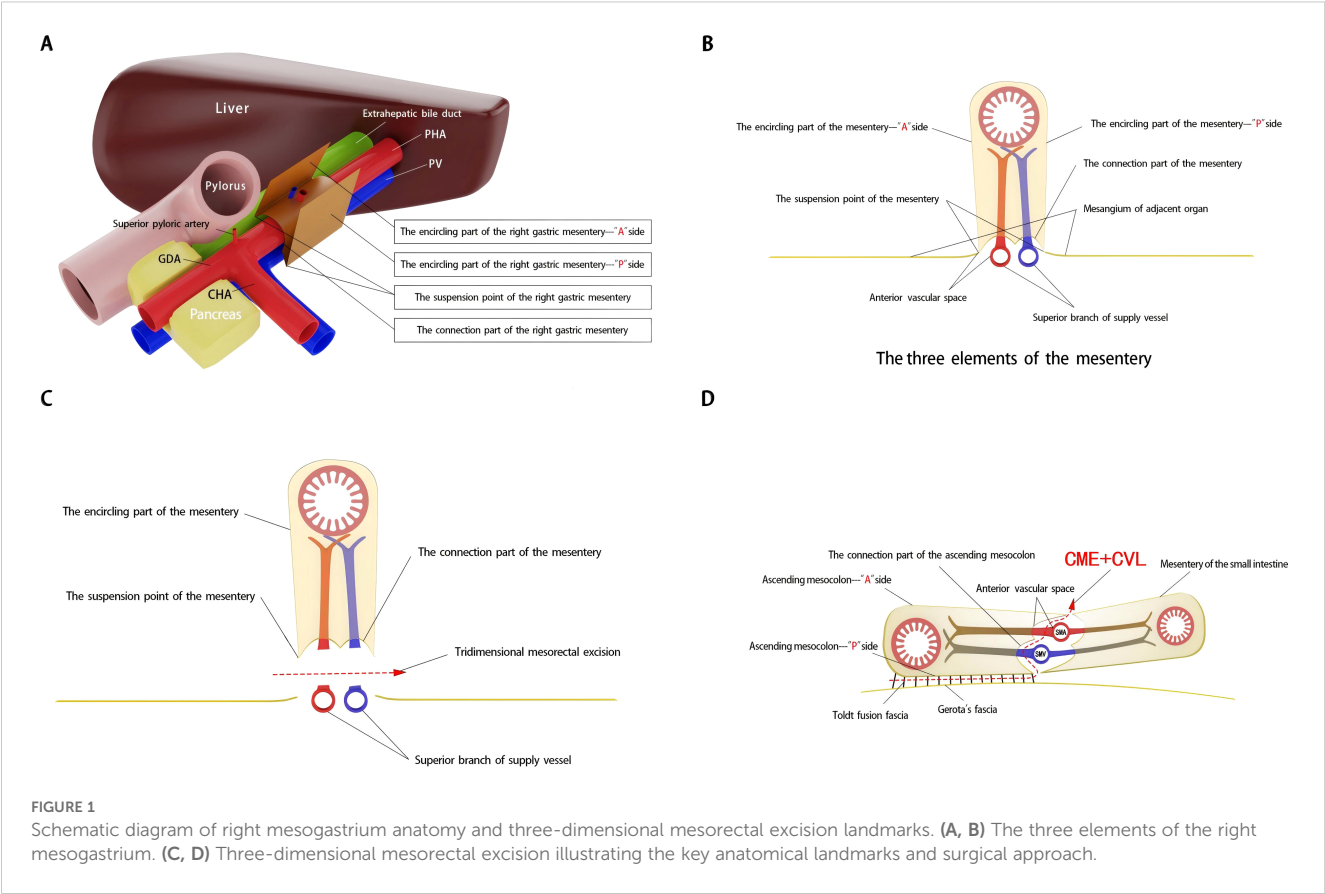 A
Liver
Extrahepatic bile duct
PHA
PV
Pylorus
Superior pyloric artery
GDA
CHA
Pancreas
The encircling part of the right gastric mesentery—"A" side
The encircling part of the right gastric mesentery—"P" side
The suspension point of the right gastric mesentery
The connection part of the right gastric mesentery
B
The encircling part of the mesentery—"A" side
The encircling part of the mesentery—"P" side
The connection part of the mesentery
The suspension point of the mesentery
Mesangium of adjacent organ
Anterior vascular space
Superior branch of supply vessel
The three elements of the mesentery
C
The encircling part of the mesentery
The connection part of the mesentery
The suspension point of the mesentery
Tridimensional mesorectal excision
Superior branch of supply vessel
D
The connection part of the ascending mesocolon
CME+CVL
Mesentery of the small intestine
Ascending mesocolon—"A" side
Anterior vascular space
SMA
Ascending mesocolon—"P" side
SMV
Toldt fusion fascia
Gerota's fascia
FIGURE 1
Schematic diagram of right mesogastrium anatomy and three-dimensional mesorectal excision landmarks. (A, B) The three elements of the right
mesogastrium. (C, D) Three-dimensional mesorectal excision illustrating the key anatomical landmarks and surgical approach.